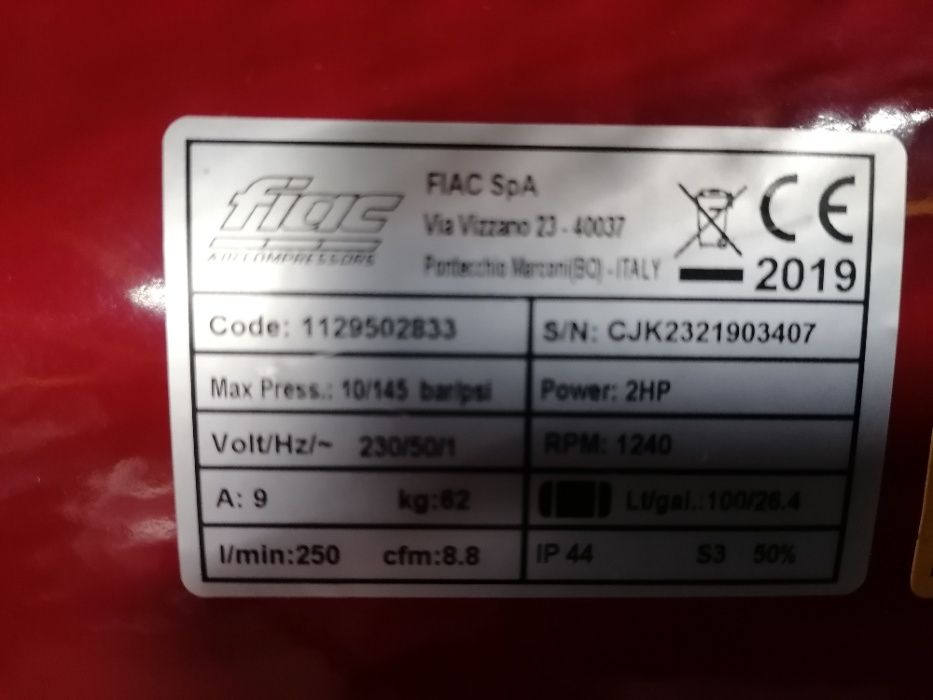 fiac
AIR COMPRESSORS
FIAC SpA
Via Vizzano 23 - 40037
Pontecchio Marconi(BO) - ITALY
CE
2019
Code: 1129502833
S/N: CJK2321903407
Max Press.: 10/145 bar/psi
Power: 2HP
Volt/Hz/~ 230/50/1
RPM: 1240
A: 9 kg:62
Lt/gal.:100/26.4
l/min:250 cfm:8.8
IP 44 S3 50%